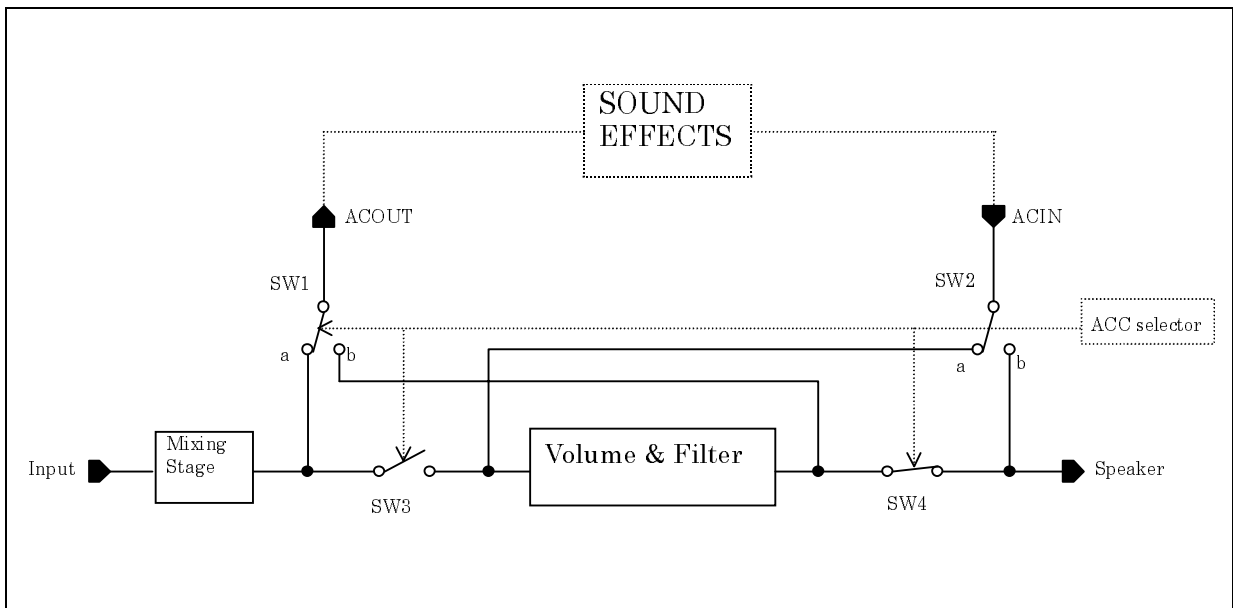 SOUND
EFFECTS
ACOUT
ACIN
SW1
SW2
ACC selector
a
b
a
b
Mixing
Stage
Volume & Filter
Input
Speaker
SW3
SW4